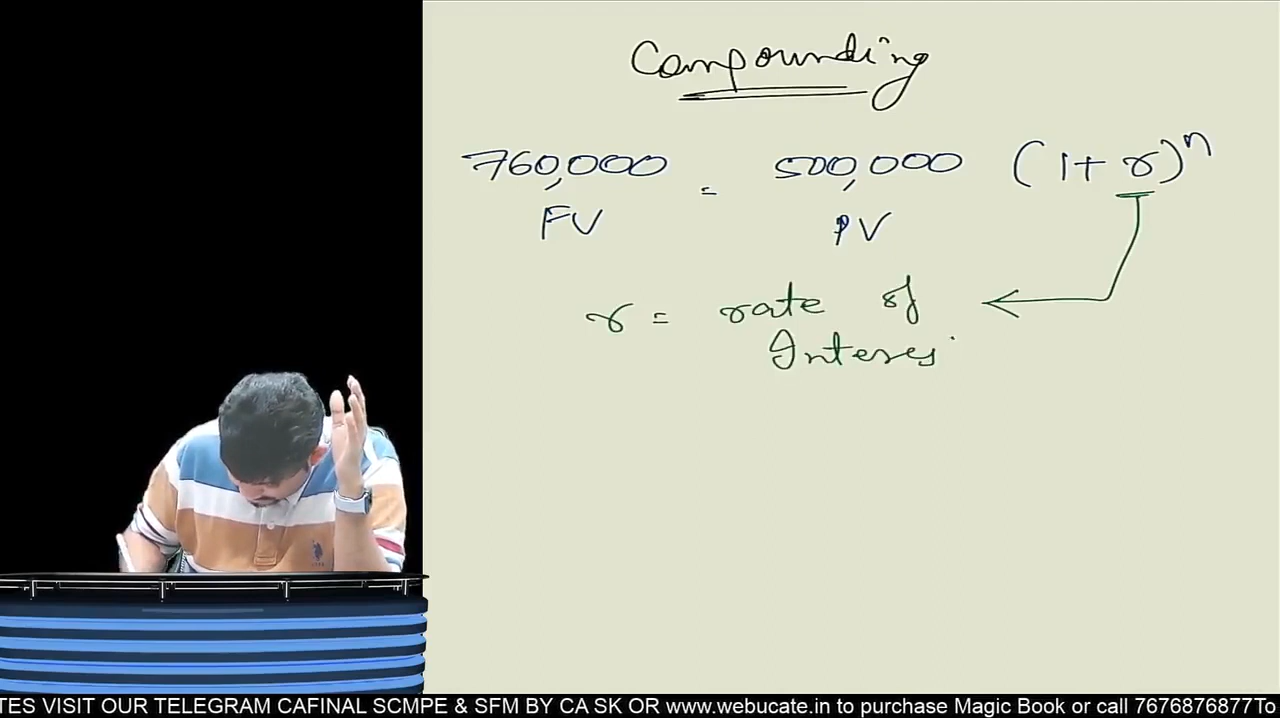 Compounding
760,000 = 500,000 (1+ r)ⁿ
FV PV
r = rate of
Interes
TES VISIT OUR TELEGRAM CAFINAL SCMPE & SFM BY CA SK OR www.webucate.in to purchase Magic Book or call 7676876877To